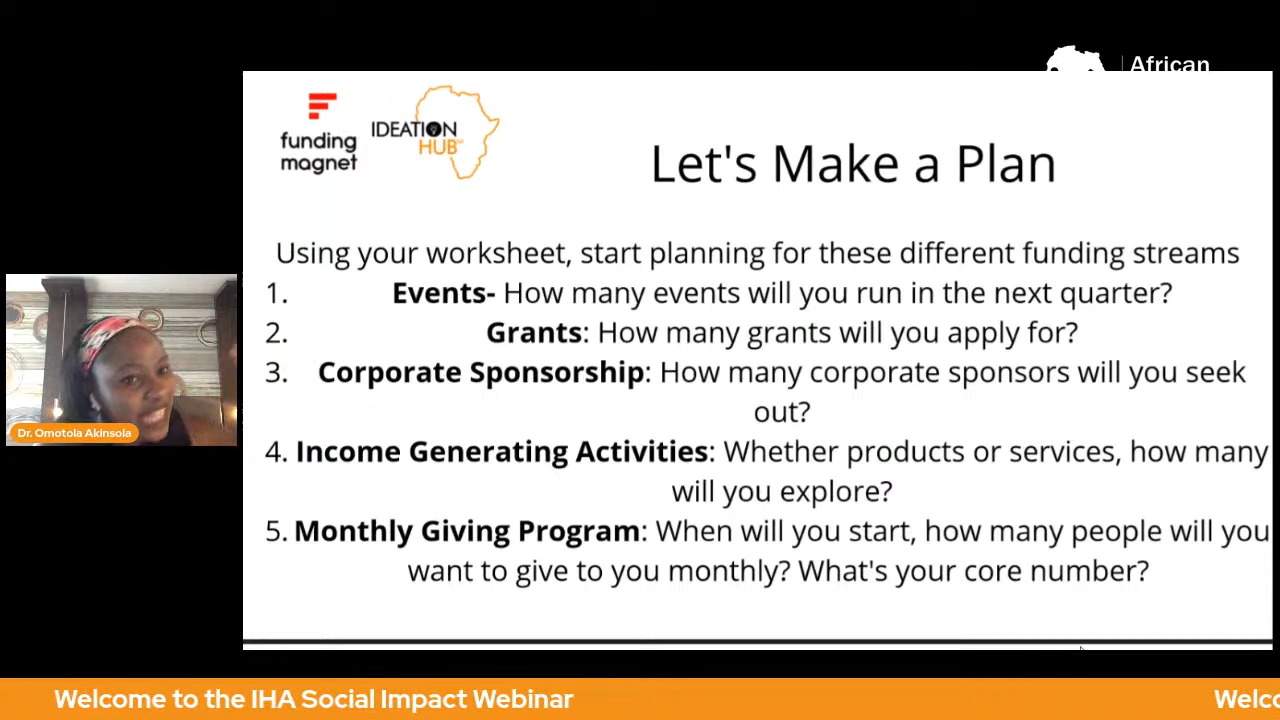 African
funding
magnet
IDEATION
HUB
Let's Make a Plan
Using your worksheet, start planning for these different funding streams
1. Events- How many events will you run in the next quarter?
2. Grants: How many grants will you apply for?
3. Corporate Sponsorship: How many corporate sponsors will you seek
out?
4. Income Generating Activities: Whether products or services, how many
will you explore?
5. Monthly Giving Program: When will you start, how many people will you
want to give to you monthly? What's your core number?
Dr. Omotola Akinsola
Welcome to the IHA Social Impact Webinar
Welco